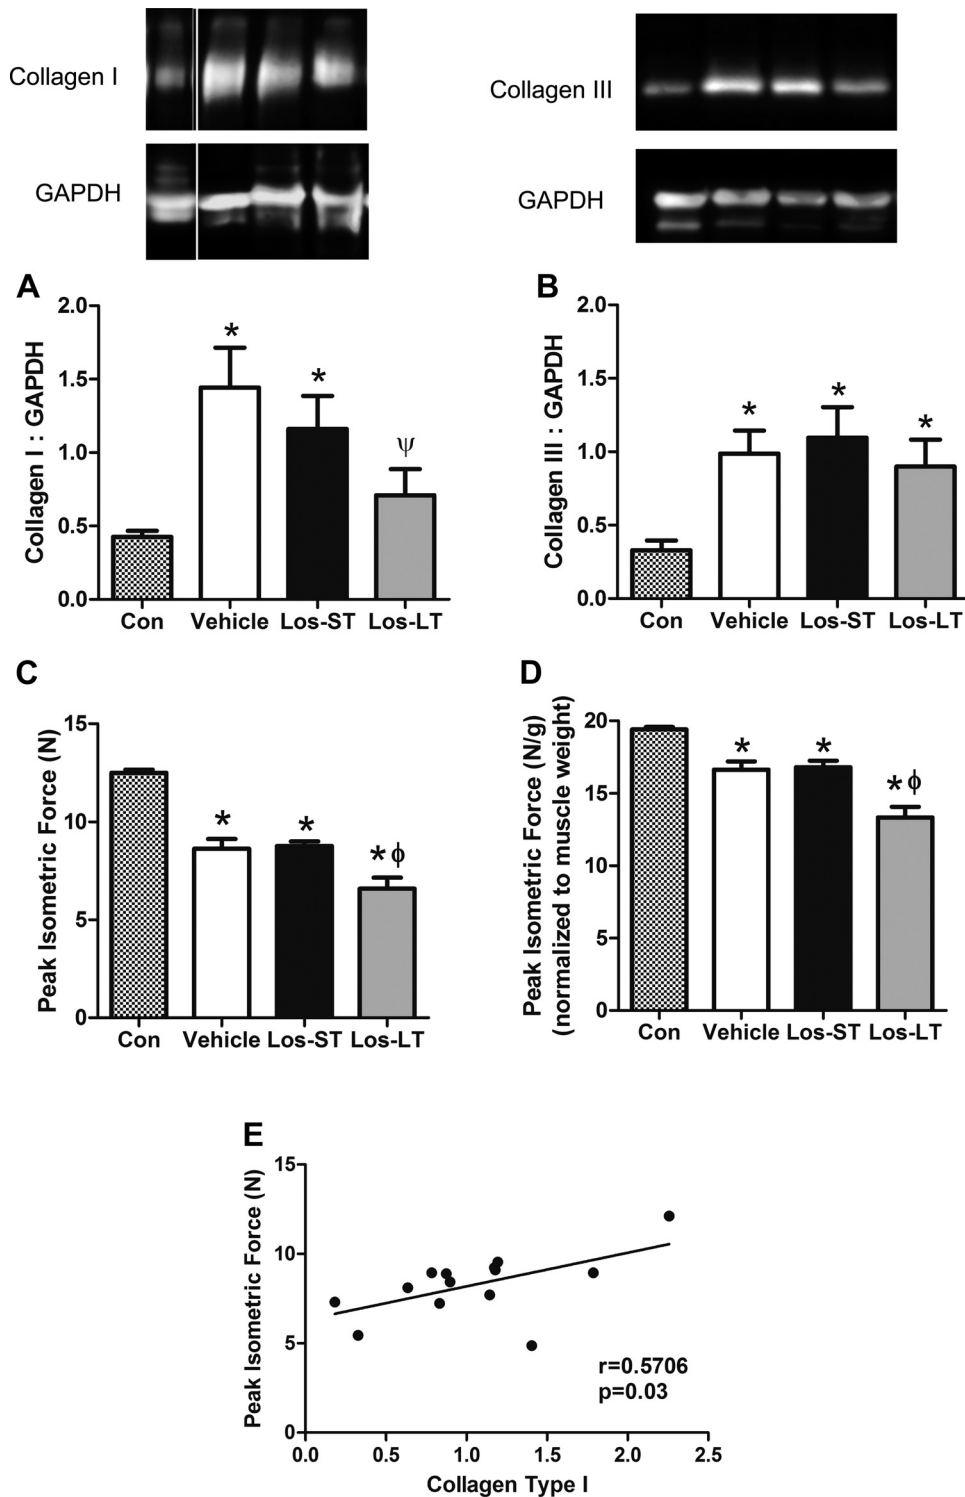 Collagen I
GAPDH
Collagen III
GAPDH
A
Collagen I : GAPDH
2.0
1.5
1.0
0.5
0.0
*
*
ψ
Con Vehicle Los-ST Los-LT
B
Collagen III : GAPDH
2.0
1.5
1.0
0.5
0.0
*
*
*
Con Vehicle Los-ST Los-LT
C
Peak Isometric Force (N)
15
10
5
0
*
*
* ϕ
Con Vehicle Los-ST Los-LT
D
Peak Isometric Force (N/g)
(normalized to muscle weight)
20
15
10
5
0
*
*
* ϕ
Con Vehicle Los-ST Los-LT
E
Peak Isometric Force (N)
15
10
5
0
r=0.5706
p=0.03
0.0 0.5 1.0 1.5 2.0 2.5
Collagen Type I